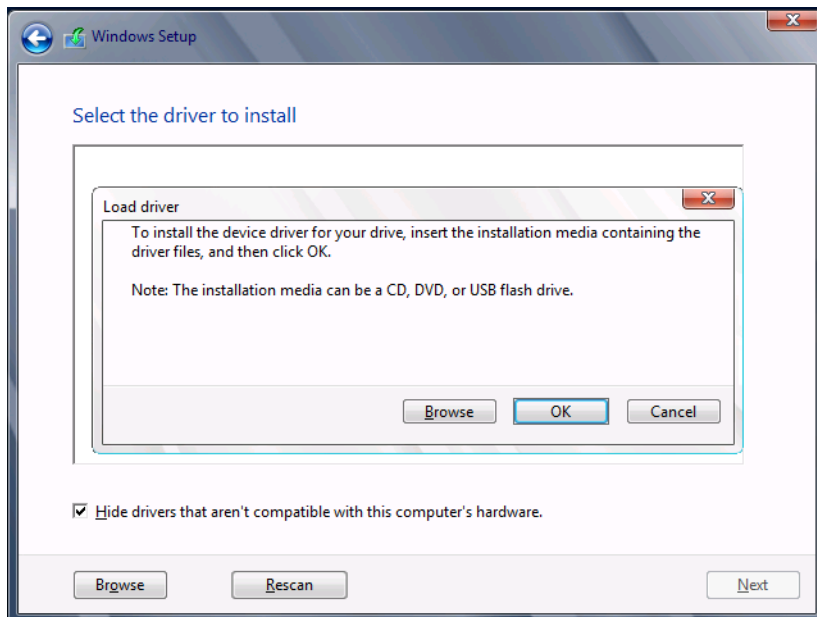 Windows Setup
Select the driver to install
Load driver
To install the device driver for your drive, insert the installation media containing the
driver files, and then click OK.
Note: The installation media can be a CD, DVD, or USB flash drive.
Browse OK Cancel
Hide drivers that aren't compatible with this computer's hardware.
Browse Rescan Next